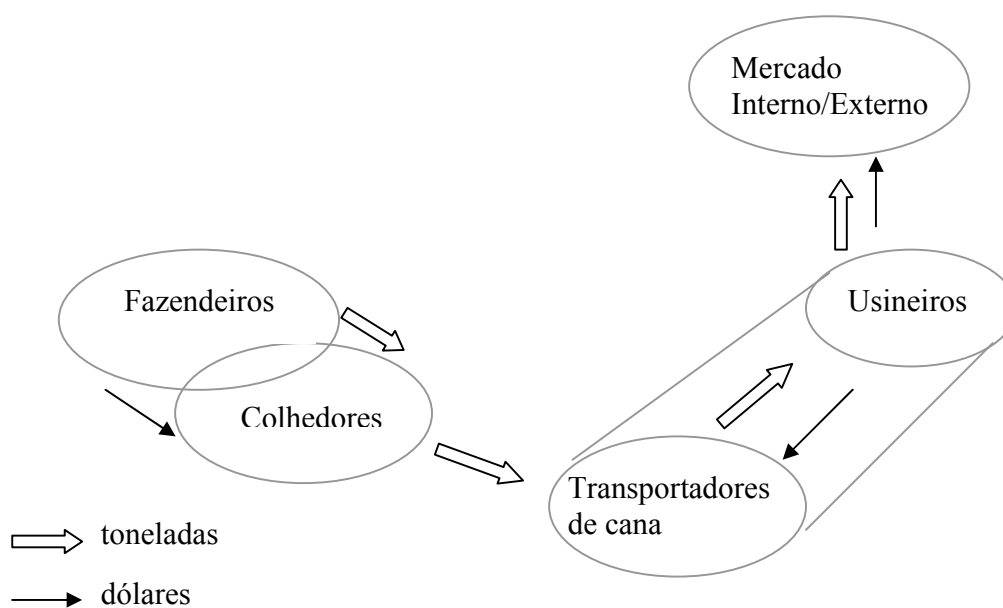 Mercado
Interno/Externo
Fazendeiros
Usineiros
Colhedores
Transportadores
de cana
toneladas
dólares